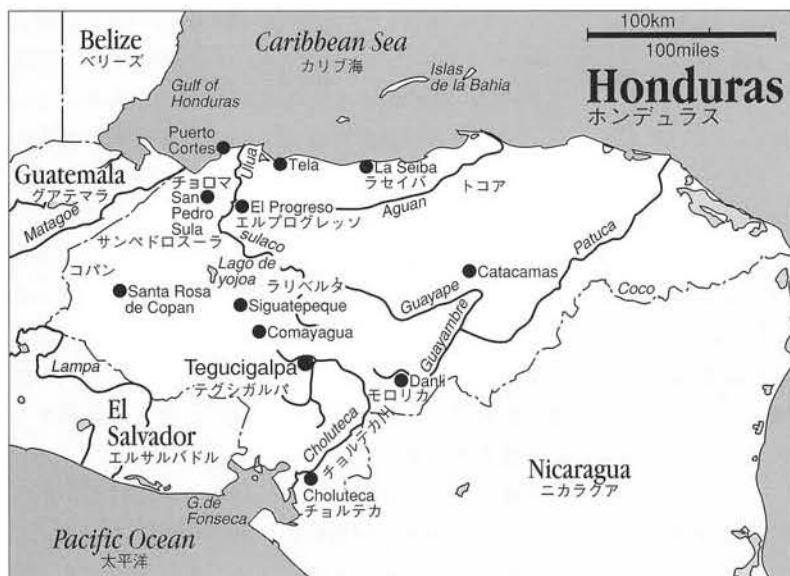 100km
100miles
Belize
ベリーズ
Caribbean Sea
カリブ海
Islas
de la Bahia
Honduras
ホンデュラス
Gulf of
Honduras
Puerto
Cortes
Ulua
Tela
La Seiba
ラセイバ
トコア
Guatemala
グアテマラ
チョロマ
San
Pedro
Sula
サンペドロスーラ
El Progreso
エルプログレッソ
Aguan
Matagoe
sulaco
Patuca
コパン
Lago de
yojoa
ラリベルタ
Catacamas
Coco
Santa Rosa
de Copan
Siguatepeque
Guayape
Comayagua
Guayambre
Tegucigalpa
テグシガルパ
Danli
モロリカ
Lampa
El
Salvador
エルサルバドル
Choluteca
チョルテカ川
Choluteca
チョルテカ
Nicaragua
ニカラグア
G.de
Fonseca
Pacific Ocean
太平洋